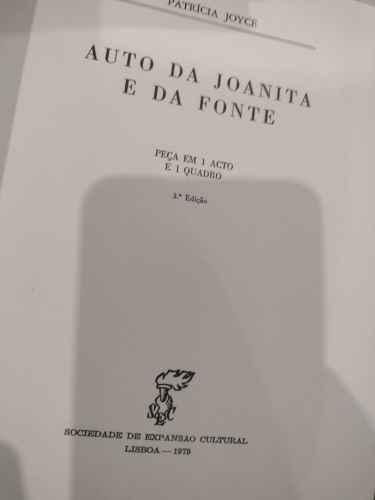 PATRÍCIA JOYCE
AUTO DA JOANITA
E DA FONTE
PEÇA EM 1 ACTO
E 1 QUADRO
3.ª Edição
SEC
SOCIEDADE DE EXPANSÃO CULTURAL
LISBOA — 1979